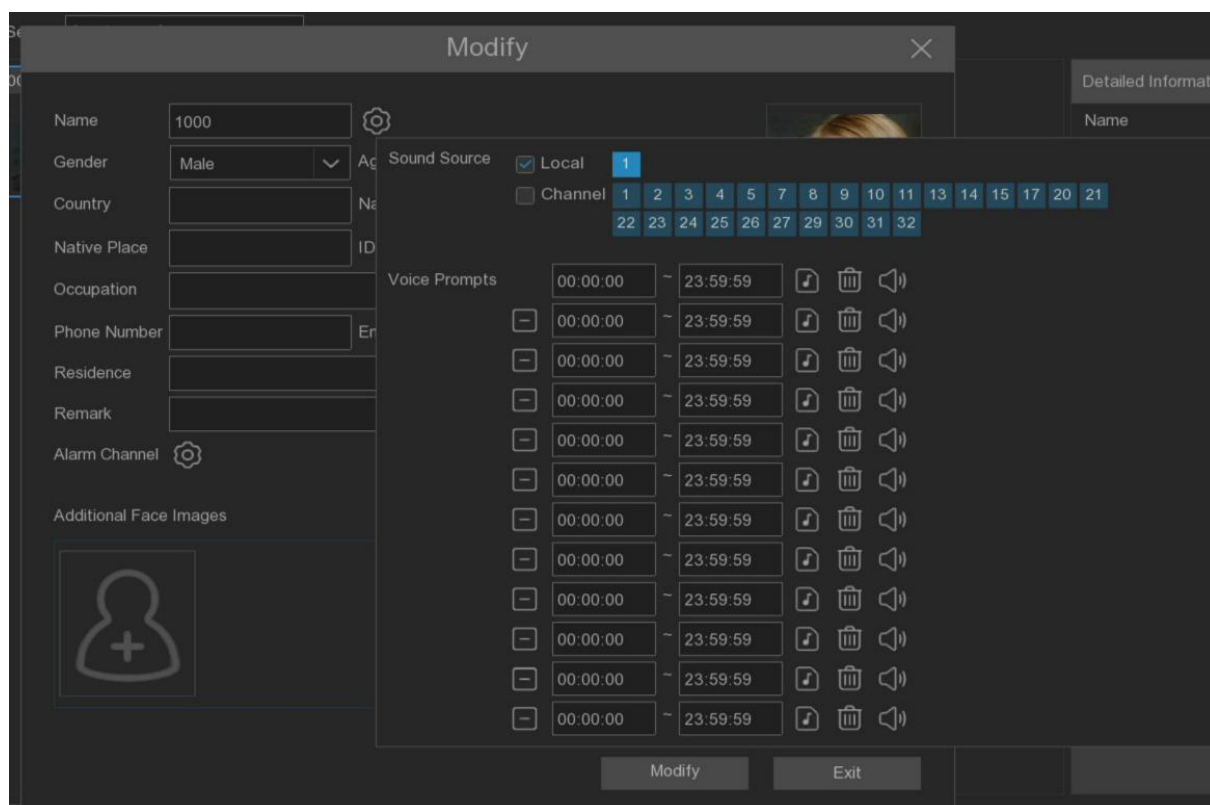 Modify
Detailed Informat
Name 1000
Name
Gender Male Ag
Sound Source Local 1
Country Na
Channel 1 2 3 4 5 7 8 9 10 11 13 14 15 17 20 21
22 23 24 25 26 27 29 30 31 32
Native Place ID
Voice Prompts 00:00:00 ~ 23:59:59
Occupation
Phone Number En
00:00:00 ~ 23:59:59
Residence
00:00:00 ~ 23:59:59
Remark
00:00:00 ~ 23:59:59
Alarm Channel
00:00:00 ~ 23:59:59
00:00:00 ~ 23:59:59
Additional Face Images
00:00:00 ~ 23:59:59
00:00:00 ~ 23:59:59
00:00:00 ~ 23:59:59
00:00:00 ~ 23:59:59
00:00:00 ~ 23:59:59
00:00:00 ~ 23:59:59
Modify Exit